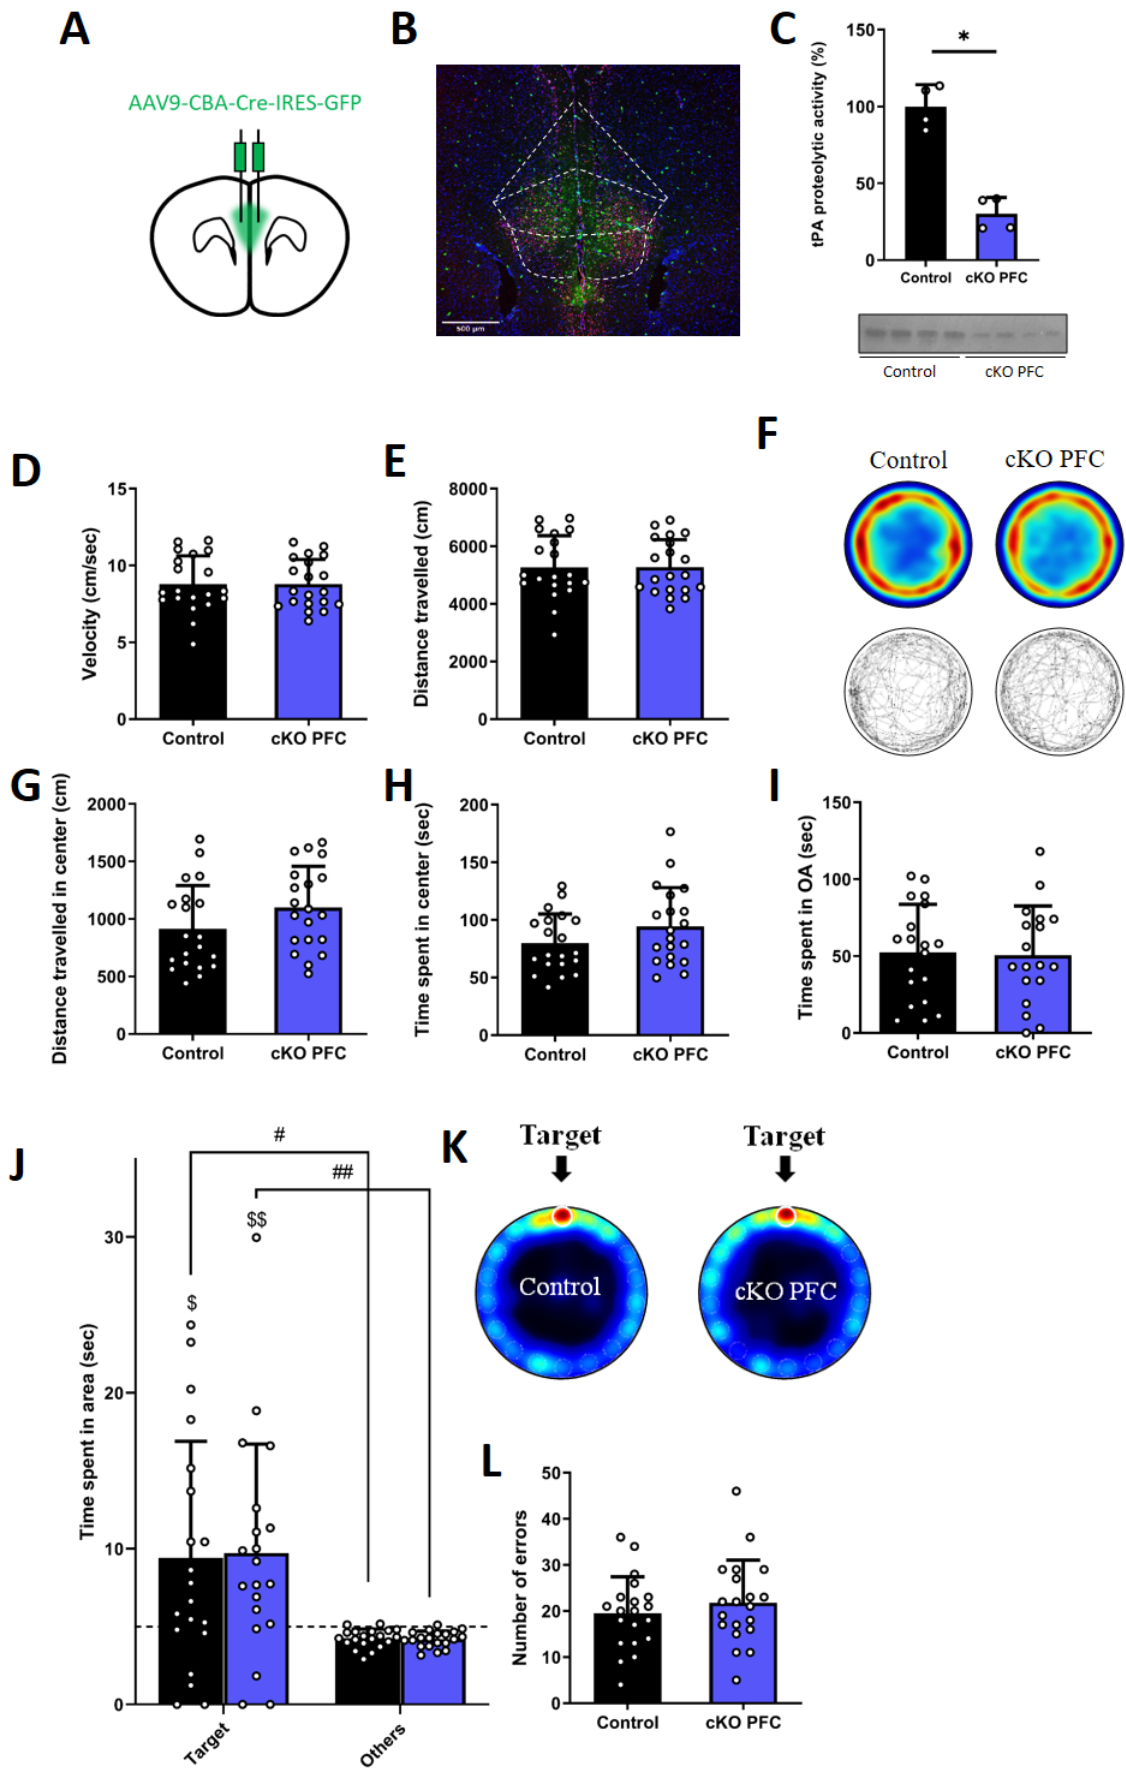 A
AAV9-CBA-Cre-IRES-GFP
B
500 µm
C
tPA proteolytic activity (%)
150
100
50
0
*
Control
cKO PFC
Control
cKO PFC
D
Velocity (cm/sec)
15
10
5
0
Control
cKO PFC
E
Distance travelled (cm)
8000
6000
4000
2000
0
Control
cKO PFC
F
Control
cKO PFC
G
Distance travelled in center (cm)
2000
1500
1000
500
0
Control
cKO PFC
H
Time spent in center (sec)
200
150
100
50
0
Control
cKO PFC
I
Time spent in OA (sec)
150
100
50
0
Control
cKO PFC
J
Time spent in area (sec)
30
20
10
0
#
##
$
$$
Target
Others
K
Target
Target
Control
cKO PFC
L
Number of errors
50
40
30
20
10
0
Control
cKO PFC